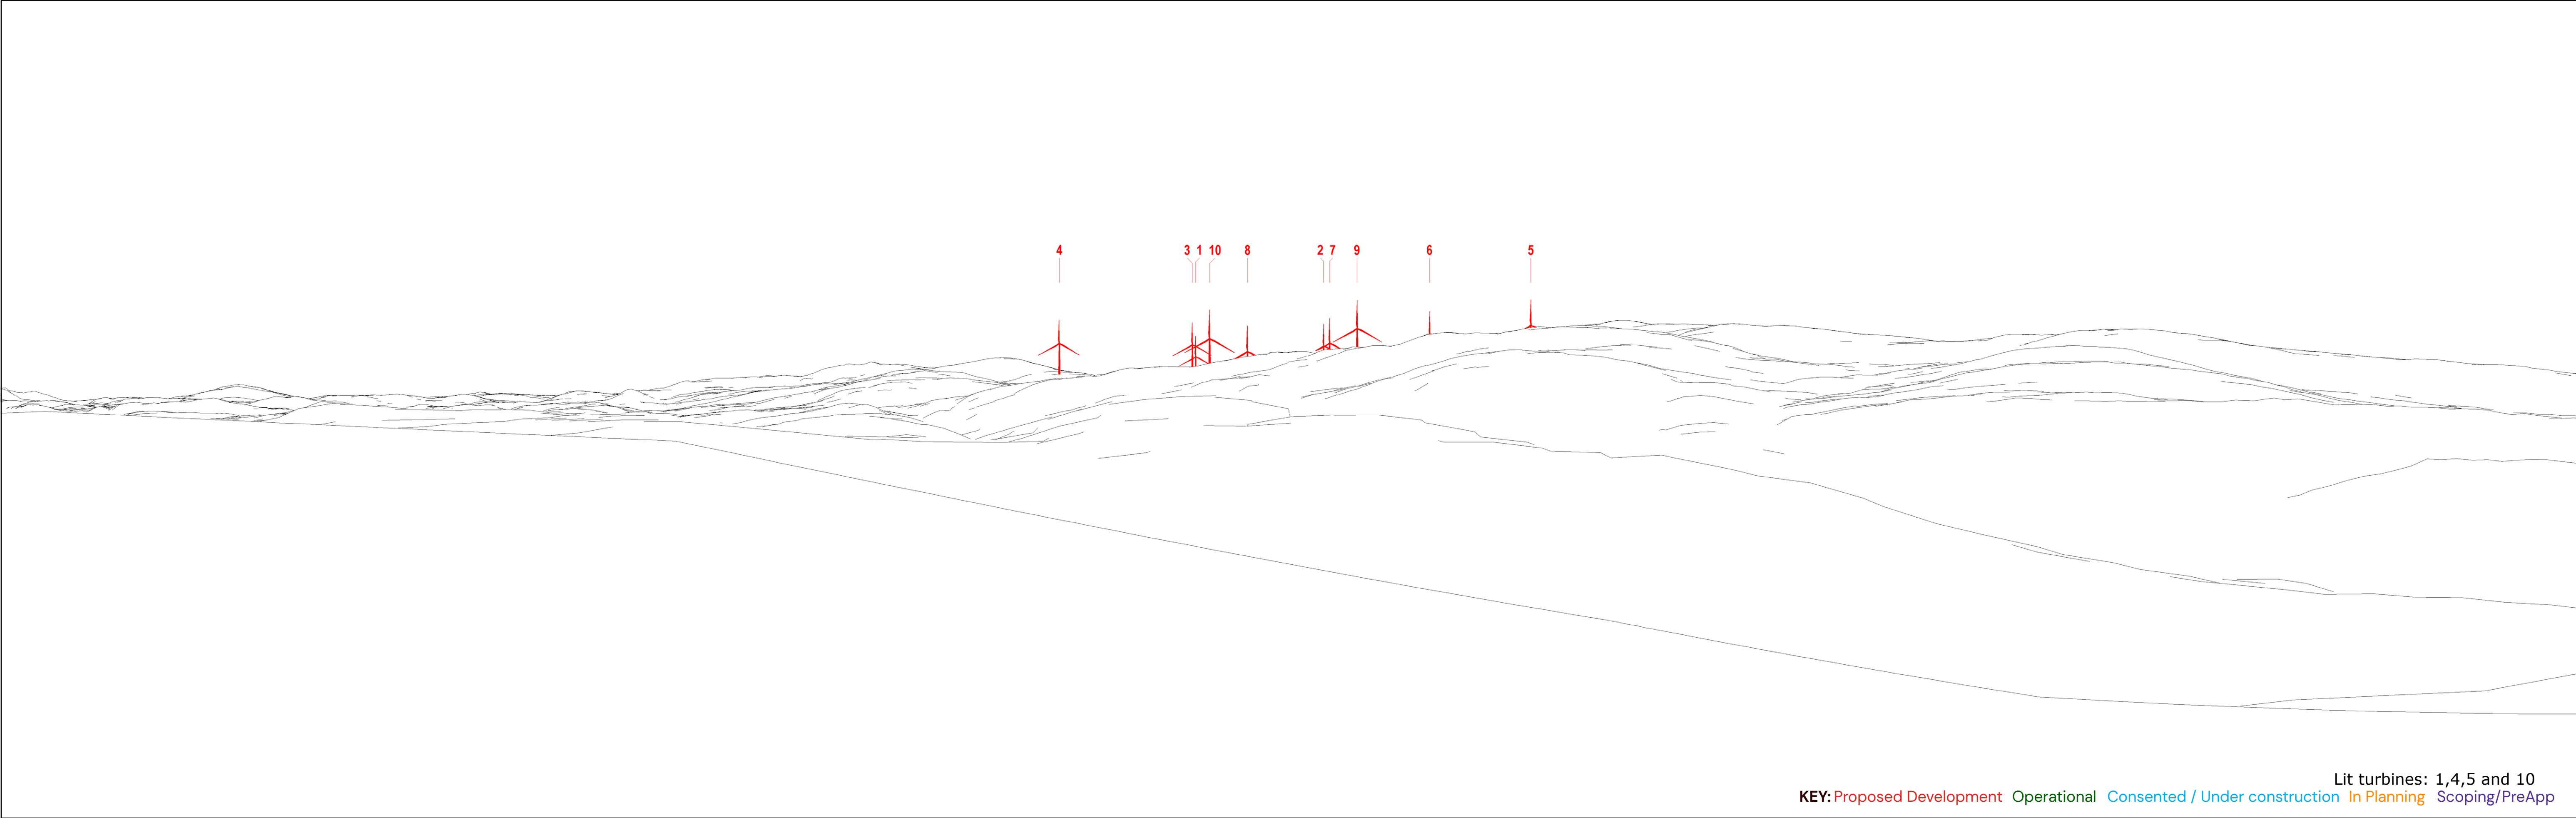 4 3 1 10 8 2 7 9 6 5
Lit turbines: 1,4,5 and 10
KEY: Proposed Development Operational Consented / Under construction In Planning Scoping/PreApp